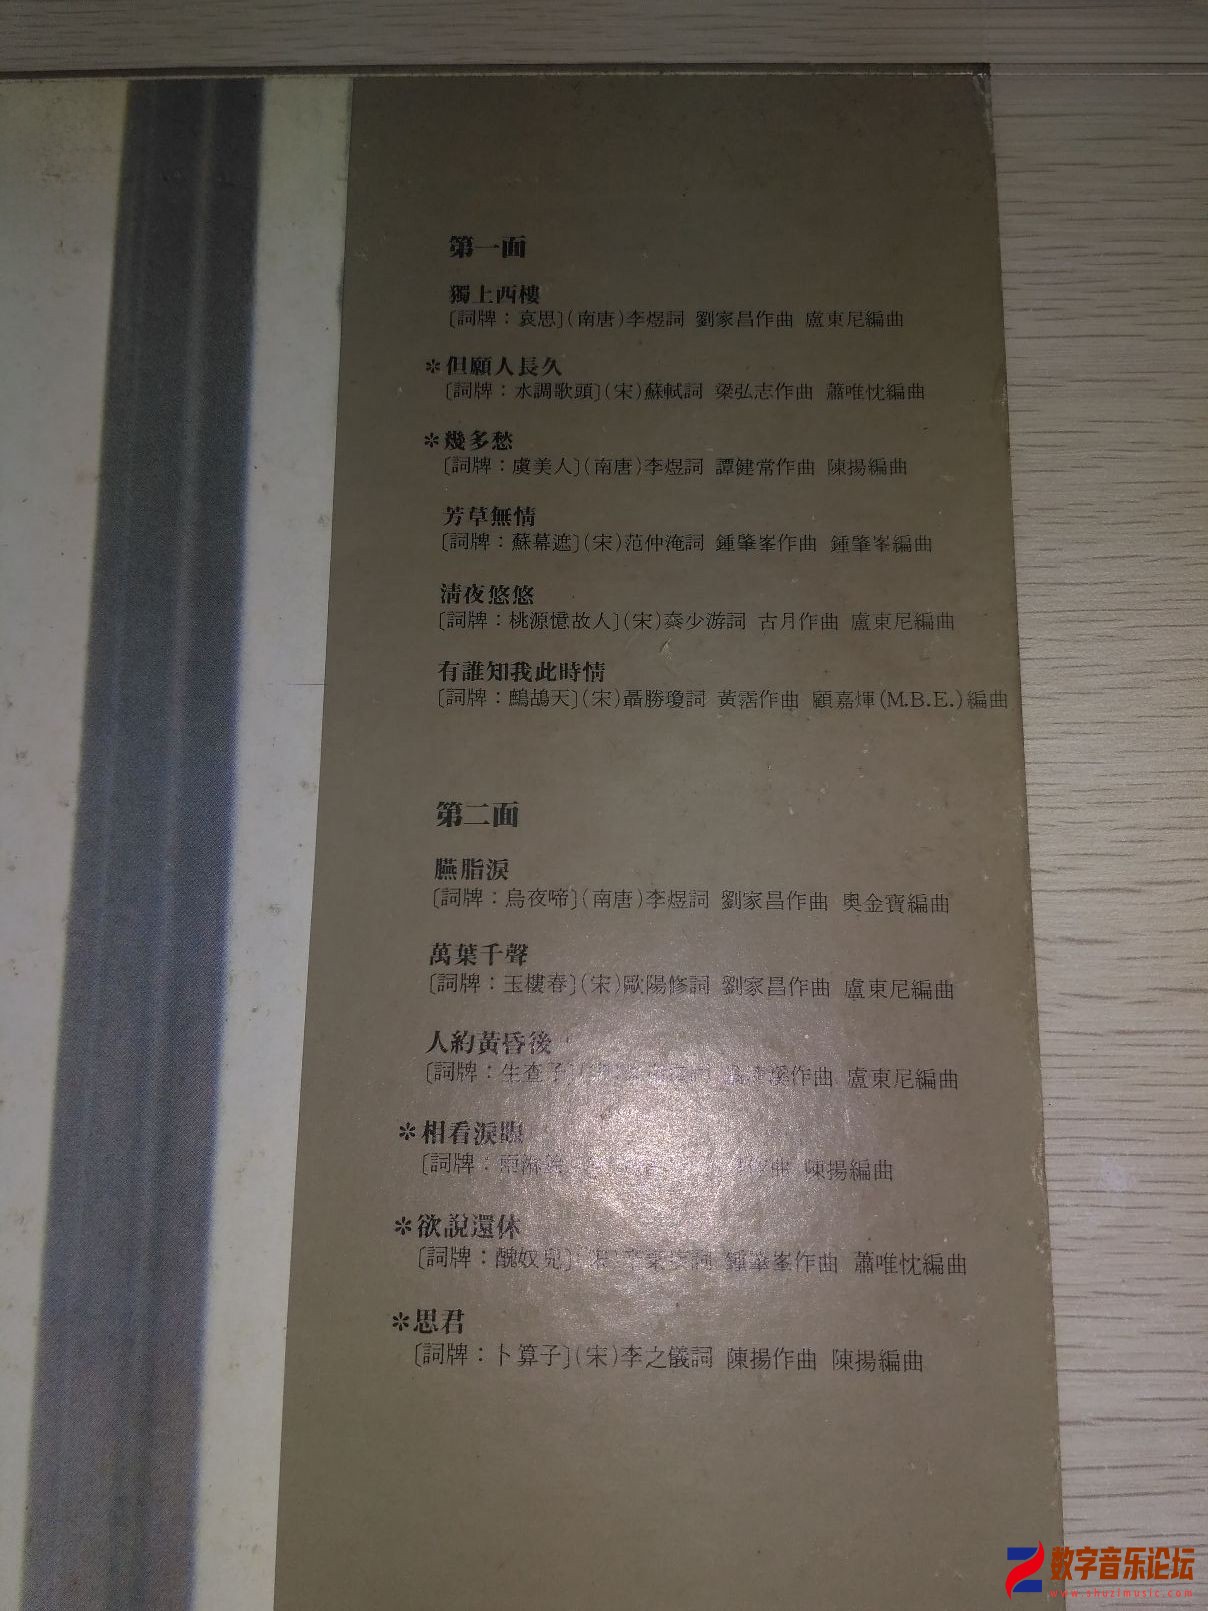 第一面
獨上西樓
〔詞牌：哀思〕(南唐)李煜詞 劉家昌作曲 盧東尼編曲
＊但願人長久
〔詞牌：水調歌頭〕(宋)蘇軾詞 梁弘志作曲 蕭唯忱編曲
＊幾多愁
〔詞牌：虞美人〕(南唐)李煜詞 譚健常作曲 陳揚編曲
芳草無情
〔詞牌：蘇幕遮〕(宋)范仲淹詞 鍾肇峯作曲 鍾肇峯編曲
清夜悠悠
〔詞牌：桃源憶故人〕(宋)秦少游詞 古月作曲 盧東尼編曲
有誰知我此時情
〔詞牌：鷓鴣天〕(宋)聶勝瓊詞 黃霑作曲 顧嘉煇(M.B.E.)編曲
第二面
臙脂淚
〔詞牌：烏夜啼〕(南唐)李煜詞 劉家昌作曲 奧金寶編曲
萬葉千聲
〔詞牌：玉樓春〕(宋)歐陽修詞 劉家昌作曲 盧東尼編曲
人約黃昏後
〔詞牌：生查子〕 溪作曲 盧東尼編曲
＊相看淚眼
〔詞牌： 作曲 陳揚編曲
＊欲說還休
〔詞牌：醜奴兒〕(宋)辛棄疾詞 鍾肇峯作曲 蕭唯忱編曲
＊思君
〔詞牌：卜算子〕(宋)李之儀詞 陳揚作曲 陳揚編曲
数字音乐论坛
www.shuzimusic.com